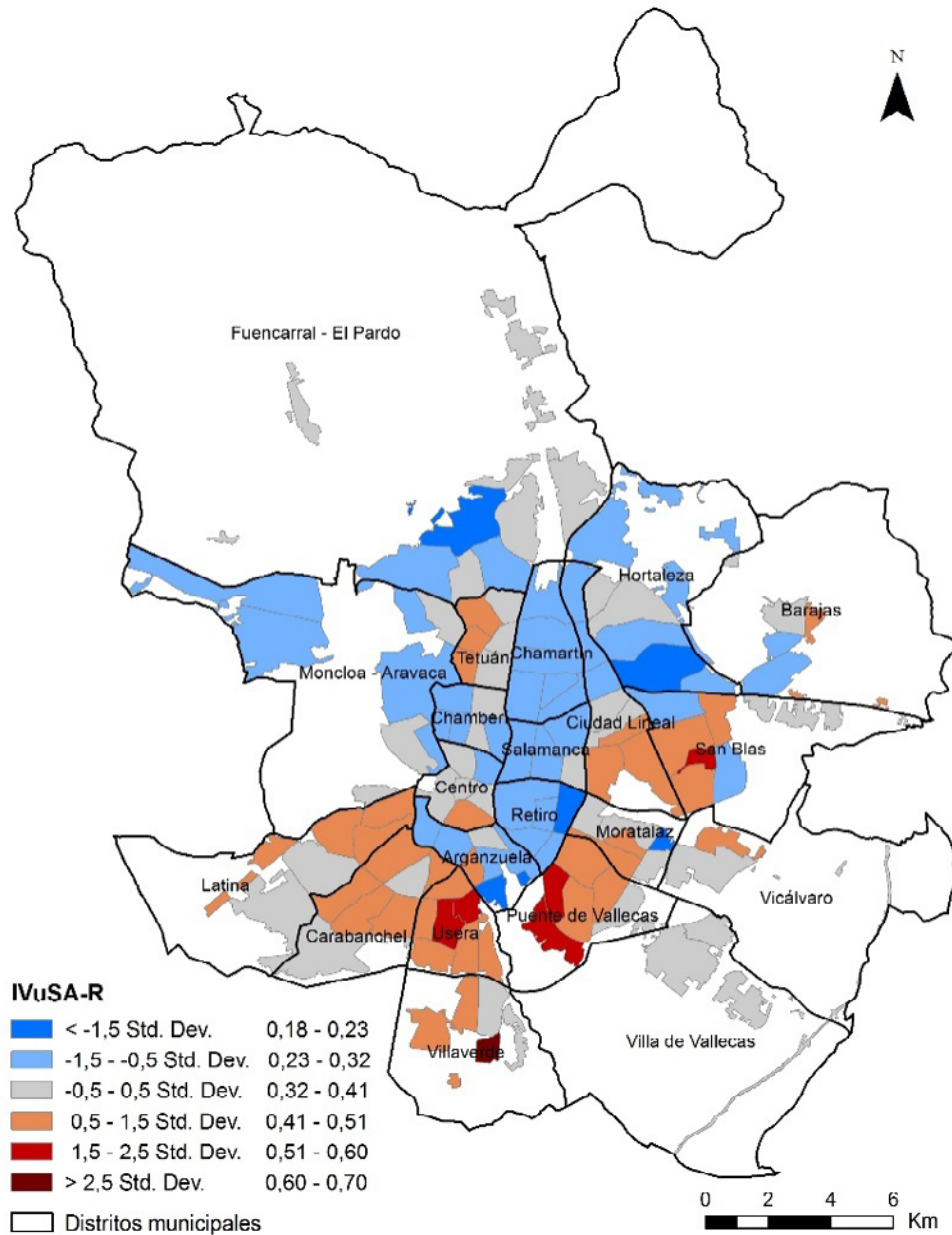 N
Fuencarral - El Pardo
Hortaleza
Barajas
Tetuán
Chamartín
Moncloa - Aravaca
Chamberí
Ciudad Lineal
Salamanca
San Blas
Centro
Retiro
Moratalaz
Arganzuela
Latina
Vicálvaro
Puente de Vallecas
Carabanchel
Usera
Villa de Vallecas
Villaverde
IVuSA-R
< -1,5 Std. Dev. 0,18 - 0,23
-1,5 - -0,5 Std. Dev. 0,23 - 0,32
-0,5 - 0,5 Std. Dev. 0,32 - 0,41
0,5 - 1,5 Std. Dev. 0,41 - 0,51
1,5 - 2,5 Std. Dev. 0,51 - 0,60
> 2,5 Std. Dev. 0,60 - 0,70
Distritos municipales
0 2 4 6
Km